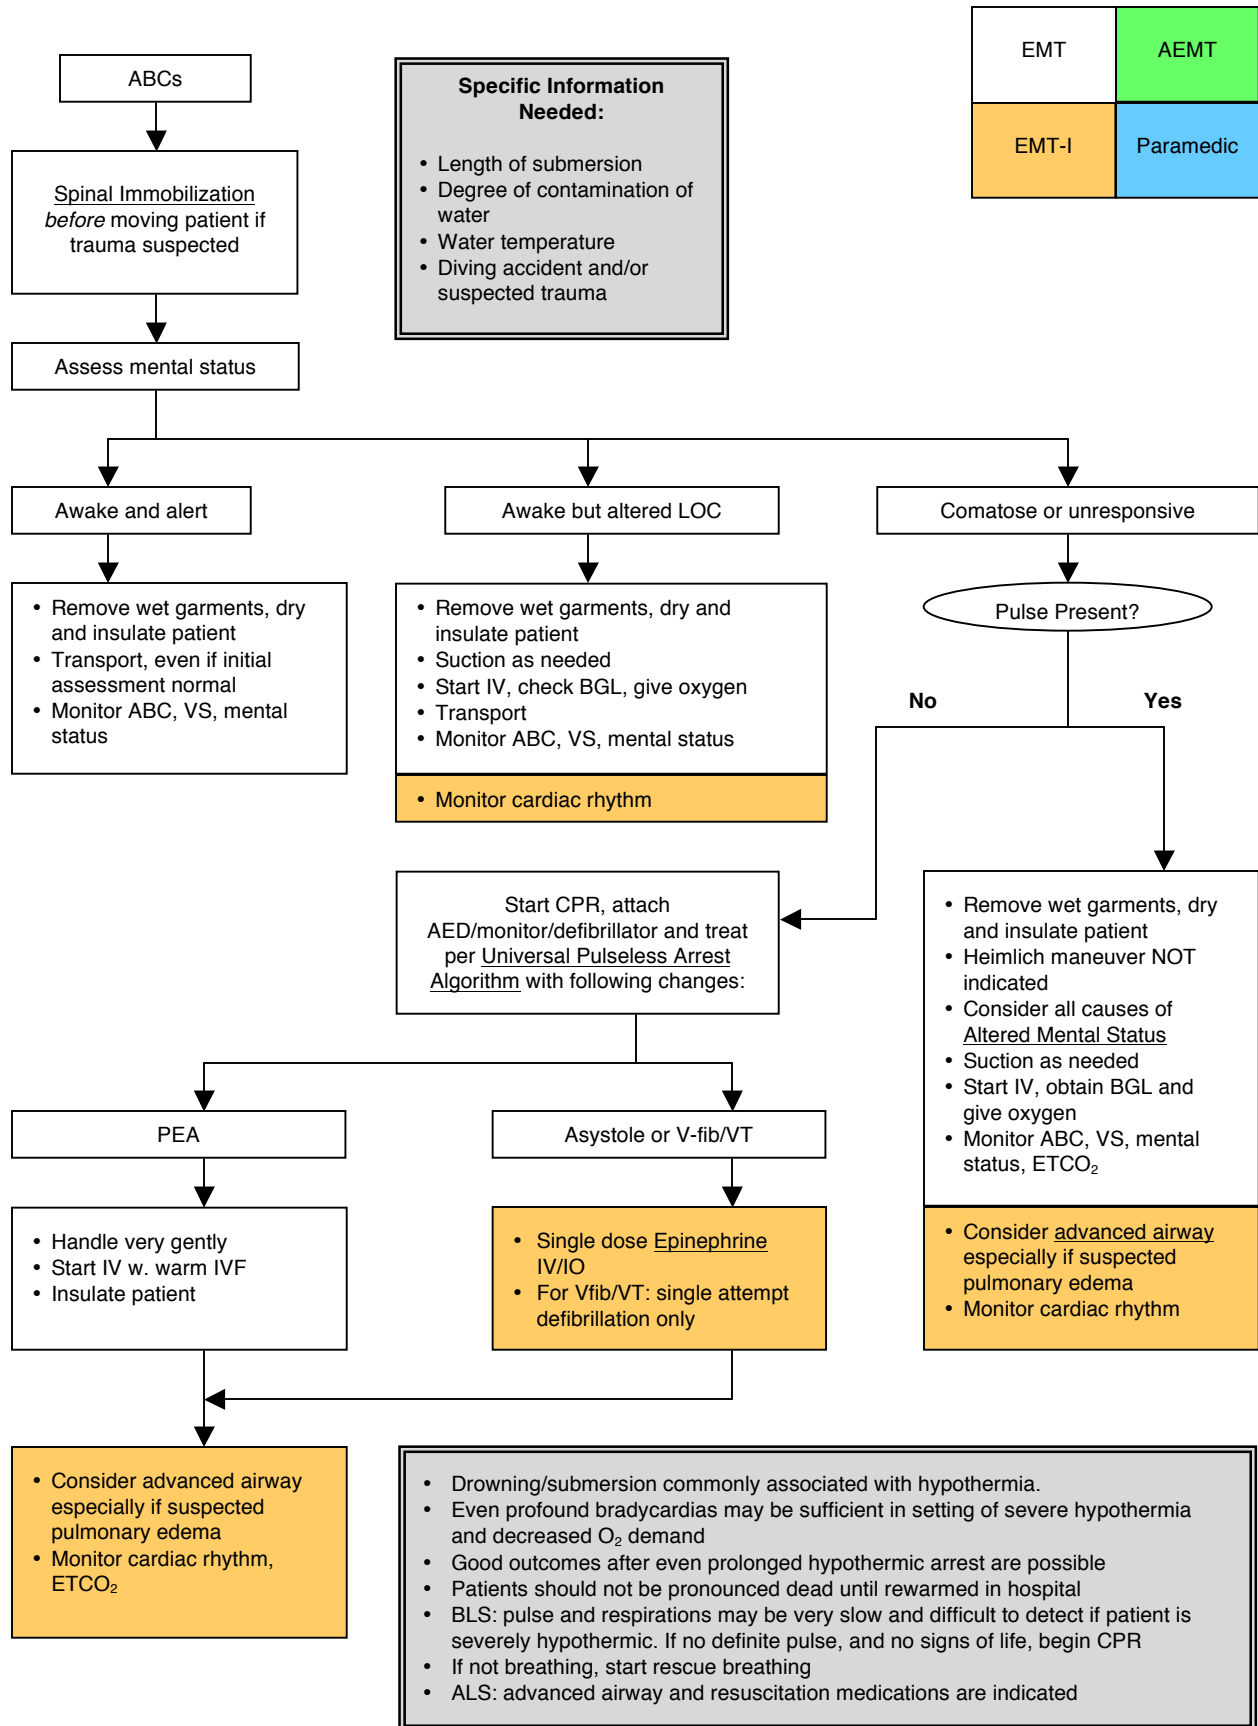 ABCs
Spinal Immobilization
before moving patient if
trauma suspected
Assess mental status
Specific Information
Needed:
• Length of submersion
• Degree of contamination of
water
• Water temperature
• Diving accident and/or
suspected trauma
EMT
AEMT
EMT-I
Paramedic
Awake and alert
Awake but altered LOC
Comatose or unresponsive
• Remove wet garments, dry
and insulate patient
• Transport, even if initial
assessment normal
• Monitor ABC, VS, mental
status
• Remove wet garments, dry and
insulate patient
• Suction as needed
• Start IV, check BGL, give oxygen
• Transport
• Monitor ABC, VS, mental status
• Monitor cardiac rhythm
Pulse Present?
No
Yes
Start CPR, attach
AED/monitor/defibrillator and treat
per Universal Pulseless Arrest
Algorithm with following changes:
• Remove wet garments, dry
and insulate patient
• Heimlich maneuver NOT
indicated
• Consider all causes of
Altered Mental Status
• Suction as needed
• Start IV, obtain BGL and
give oxygen
• Monitor ABC, VS, mental
status, ETCO₂
• Consider advanced airway
especially if suspected
pulmonary edema
• Monitor cardiac rhythm
PEA
Asystole or V-fib/VT
• Handle very gently
• Start IV w. warm IVF
• Insulate patient
• Single dose Epinephrine
IV/IO
• For Vfib/VT: single attempt
defibrillation only
• Consider advanced airway
especially if suspected
pulmonary edema
• Monitor cardiac rhythm,
ETCO₂
• Drowning/submersion commonly associated with hypothermia.
• Even profound bradycardias may be sufficient in setting of severe hypothermia
and decreased O₂ demand
• Good outcomes after even prolonged hypothermic arrest are possible
• Patients should not be pronounced dead until rewarmed in hospital
• BLS: pulse and respirations may be very slow and difficult to detect if patient is
severely hypothermic. If no definite pulse, and no signs of life, begin CPR
• If not breathing, start rescue breathing
• ALS: advanced airway and resuscitation medications are indicated